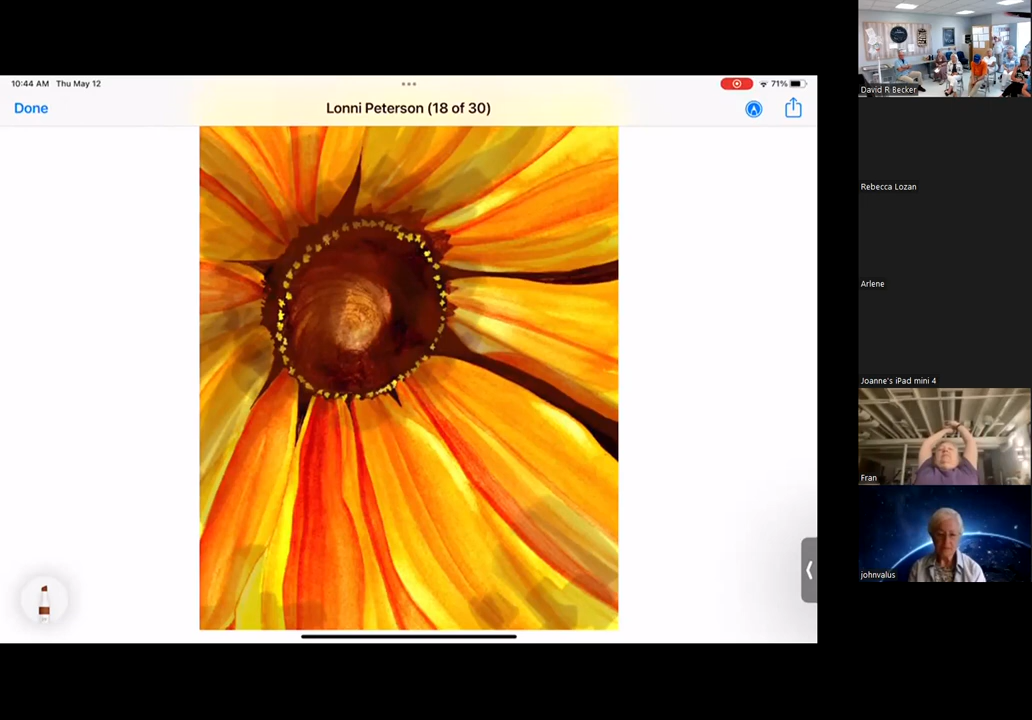 10:44 AM Thu May 12
71%
Done
Lonni Peterson (18 of 30)
David R Becker
Rebecca Lozan
Arlene
Joanne's iPad mini 4
Fran
johnvalus